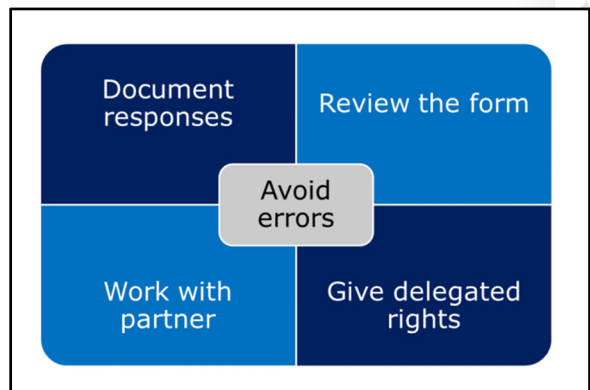 Document
responses
Review the form
Avoid
errors
Work with
partner
Give delegated
rights